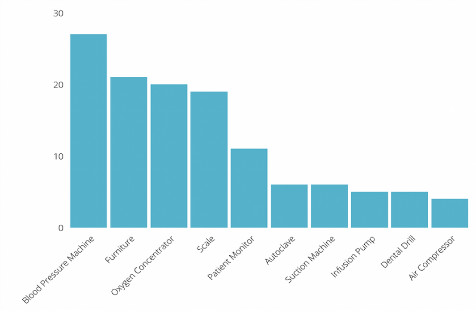 30
20
10
0
Blood Pressure Machine
Furniture
Oxygen Concentrator
Scale
Patient Monitor
Autoclave
Suction Machine
Infusion Pump
Dental Drill
Air Compressor